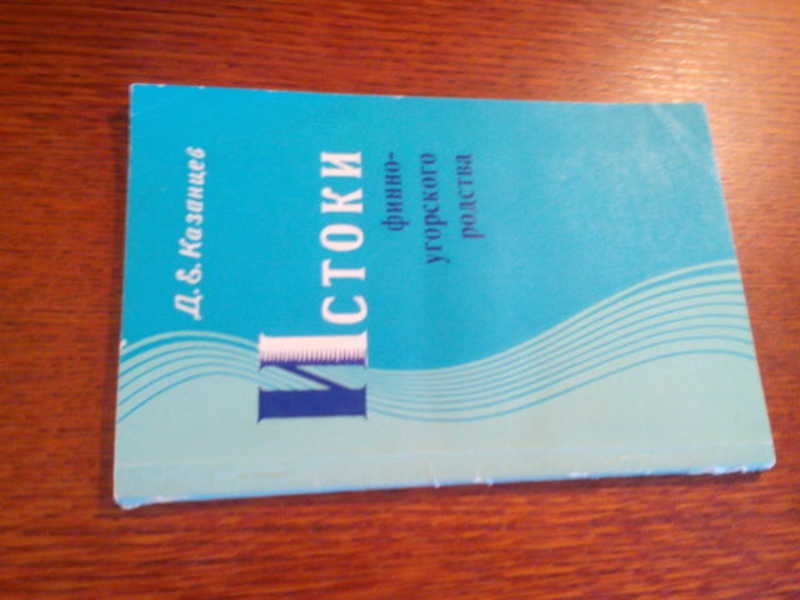 Д. Е. Казанцев
ИСТОКИ
финно-
угорского
родства